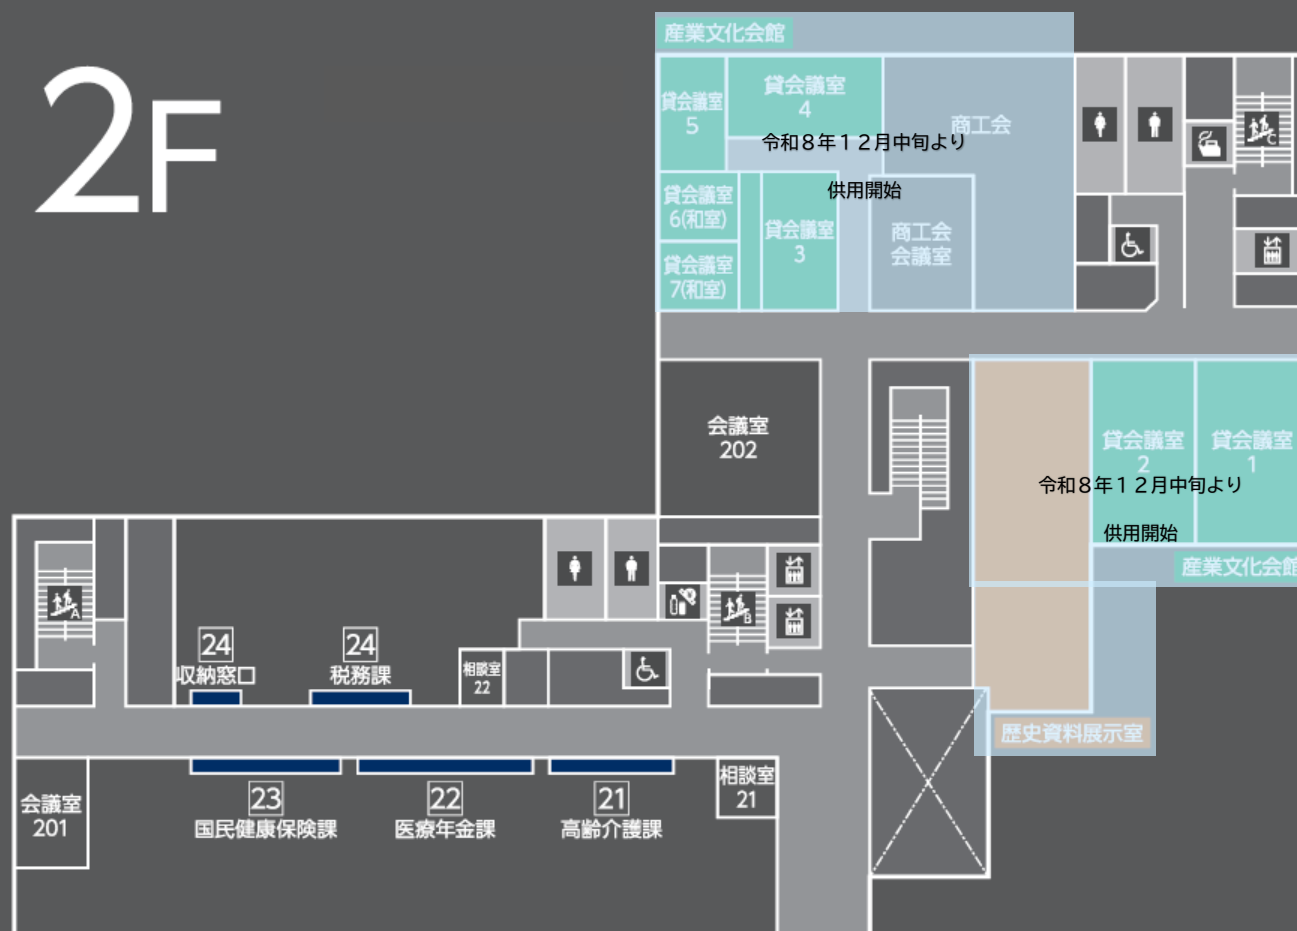 2F
産業文化会館
貸会議室
5
貸会議室
4
商工会
令和８年１２月中旬より
供用開始
貸会議室
6(和室)
貸会議室
3
商工会
会議室
貸会議室
7(和室)
C
会議室
202
貸会議室
2
貸会議室
1
令和８年１２月中旬より
供用開始
産業文化会館
A
B
24
収納窓口
24
税務課
相談室
22
歴史資料展示室
会議室
201
23
国民健康保険課
22
医療年金課
21
高齢介護課
相談室
21